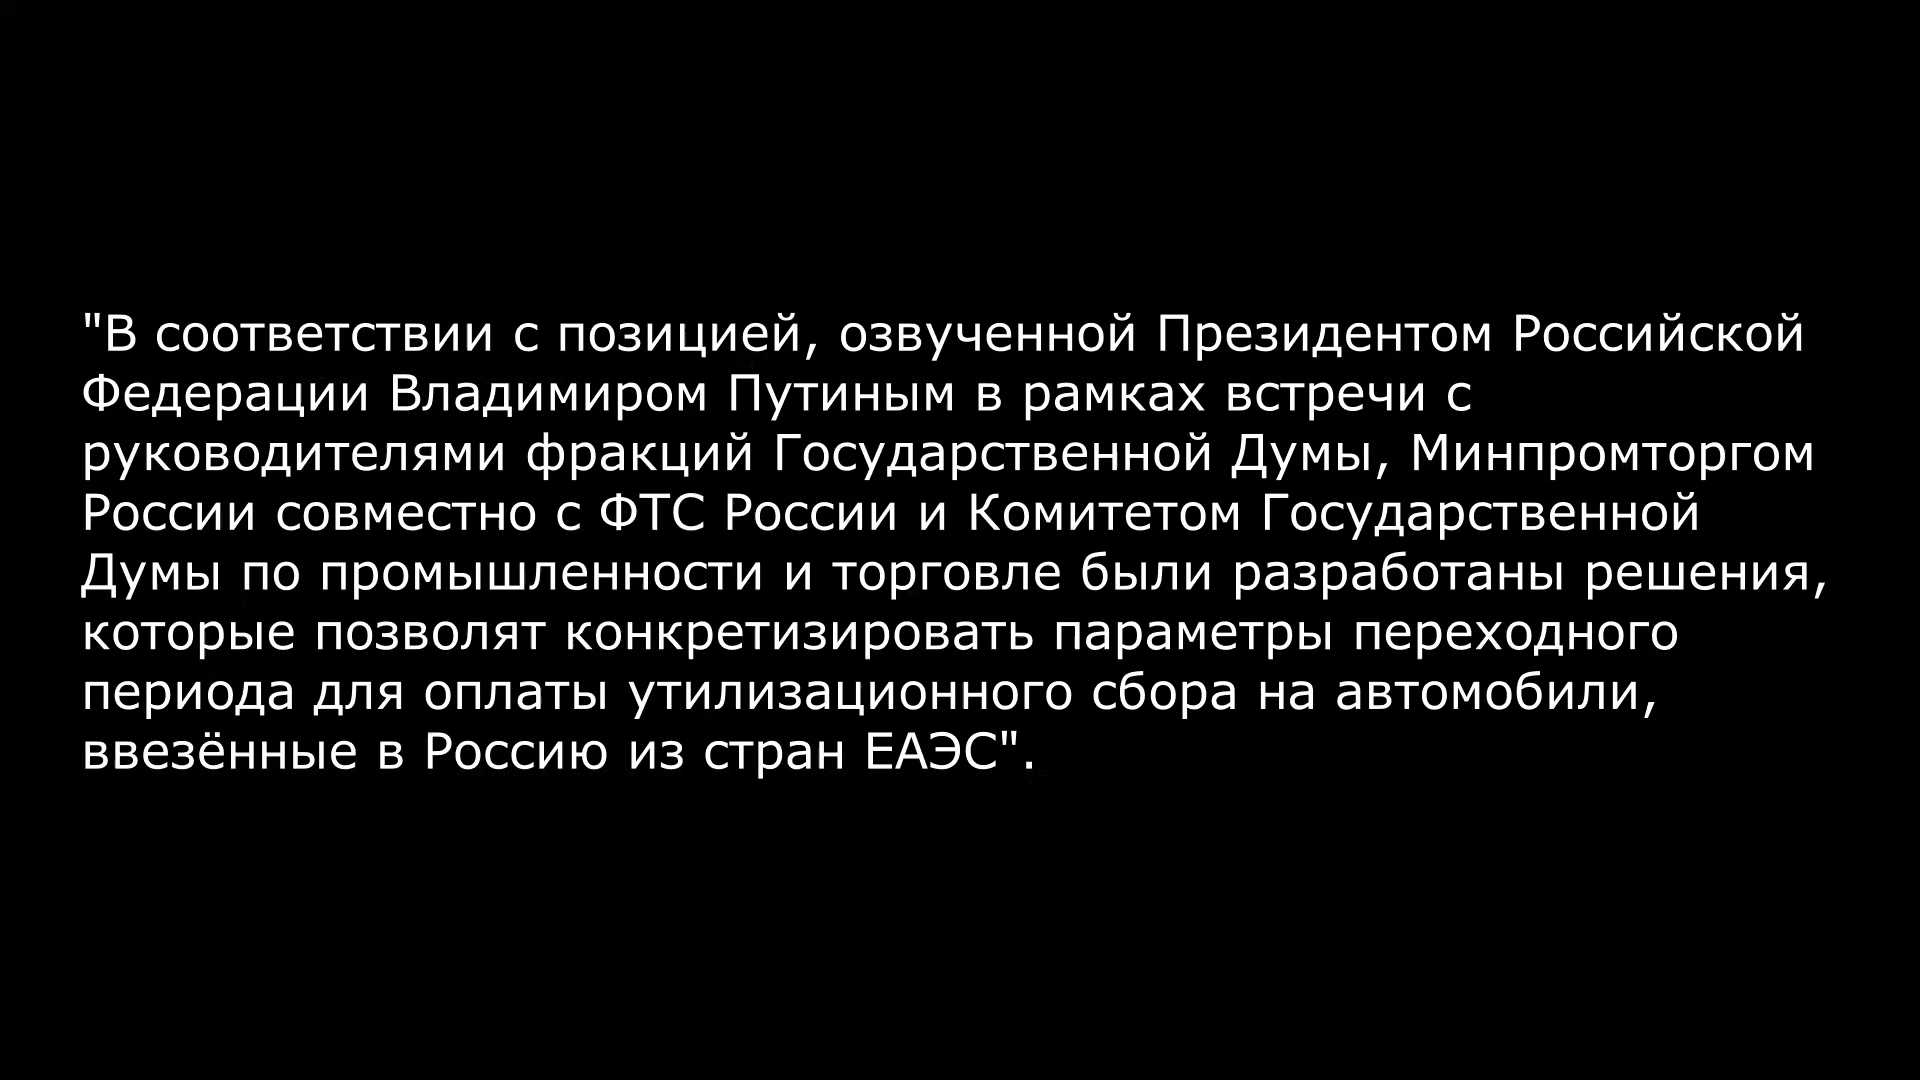 "В соответствии с позицией, озвученной Президентом Российской
Федерации Владимиром Путиным в рамках встречи с
руководителями фракций Государственной Думы, Минпромторгом
России совместно с ФТС России и Комитетом Государственной
Думы по промышленности и торговле были разработаны решения,
которые позволят конкретизировать параметры переходного
периода для оплаты утилизационного сбора на автомобили,
ввезённые в Россию из стран ЕАЭС".